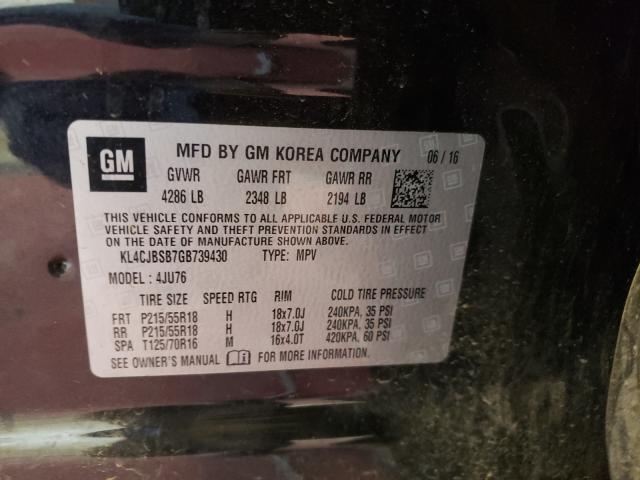 GM
MFD BY GM KOREA COMPANY 06 / 16
GVWR GAWR FRT GAWR RR
4286 LB 2348 LB 2194 LB
THIS VEHICLE CONFORMS TO ALL APPLICABLE U.S. FEDERAL MOTOR
VEHICLE SAFETY AND THEFT PREVENTION STANDARDS IN EFFECT
ON THE DATE OF MANUFACTURE SHOWN ABOVE.
KL4CJBSB7GB739430 TYPE: MPV
MODEL : 4JU76
TIRE SIZE SPEED RTG RIM COLD TIRE PRESSURE
FRT P215/55R18 H 18x7.0J 240KPA, 35 PSI
RR P215/55R18 H 18x7.0J 240KPA, 35 PSI
SPA T125/70R16 M 16x4.0T 420KPA, 60 PSI
SEE OWNER'S MANUAL i FOR MORE INFORMATION.